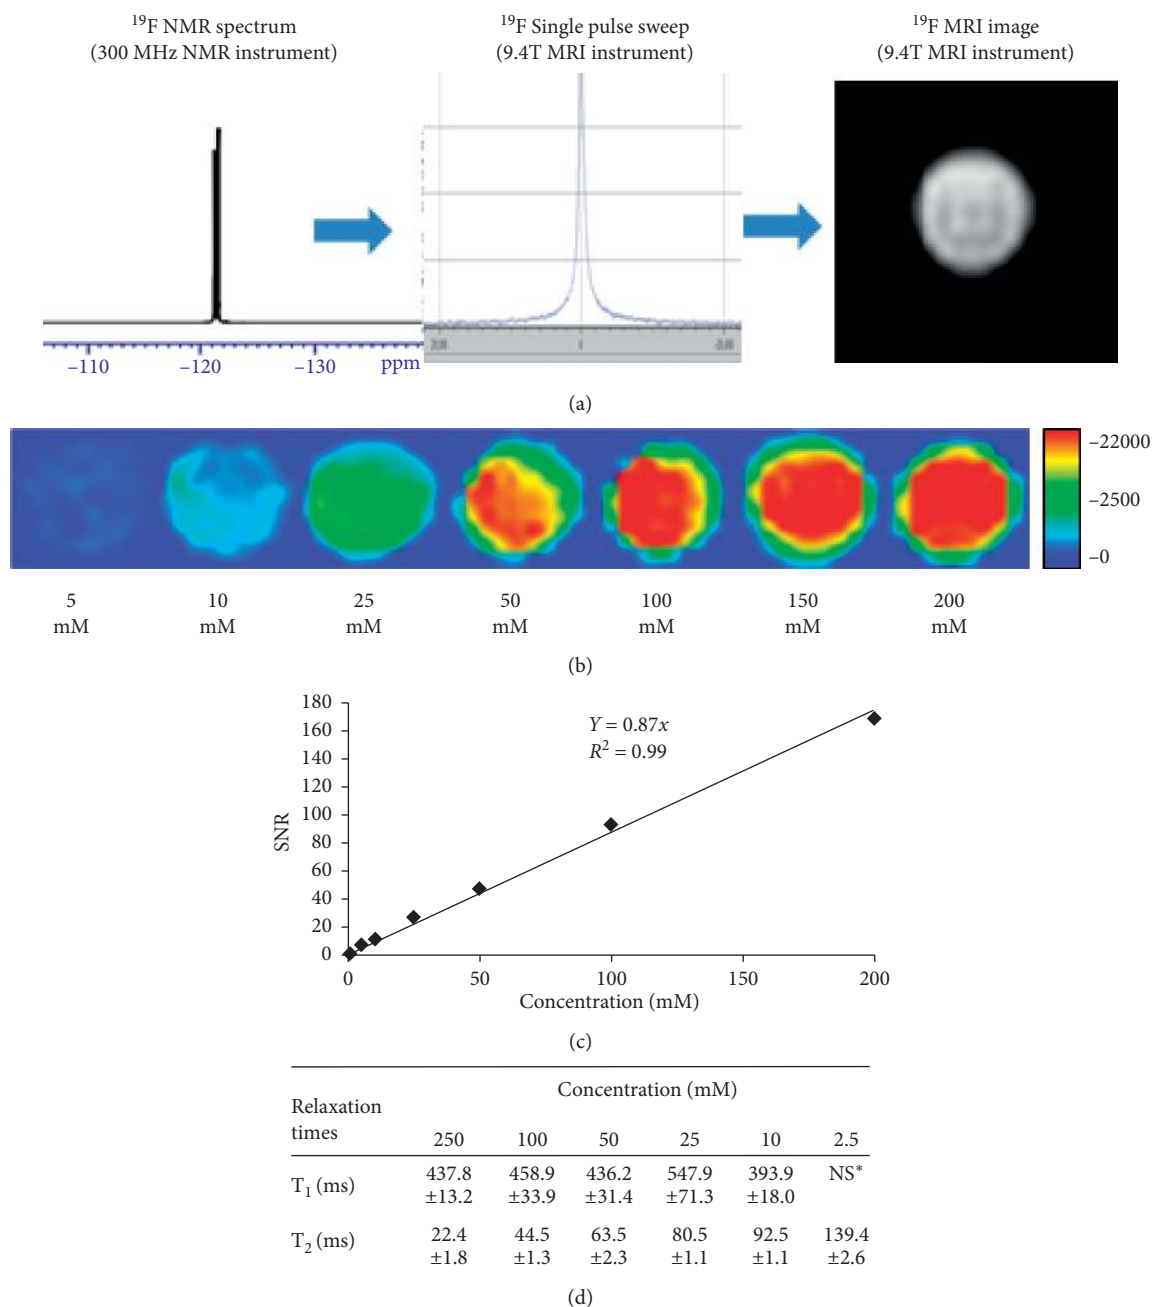 ¹⁹F NMR spectrum
(300 MHz NMR instrument)
¹⁹F Single pulse sweep
(9.4T MRI instrument)
¹⁹F MRI image
(9.4T MRI instrument)
–110 –120 –130 ppm
0
(a)
–22000
–2500
–0
5 10 25 50 100 150 200
mM mM mM mM mM mM mM
(b)
180
160
140
120
100
80
60
40
20
0
SNR
Y = 0.87x
R² = 0.99
0 50 100 150 200
Concentration (mM)
(c)
Relaxation
times
Concentration (mM)
250 100 50 25 10 2.5
T₁ (ms) 437.8 458.9 436.2 547.9 393.9 NS*
±13.2 ±33.9 ±31.4 ±71.3 ±18.0
T₂ (ms) 22.4 44.5 63.5 80.5 92.5 139.4
±1.8 ±1.3 ±2.3 ±1.1 ±1.1 ±2.6
(d)